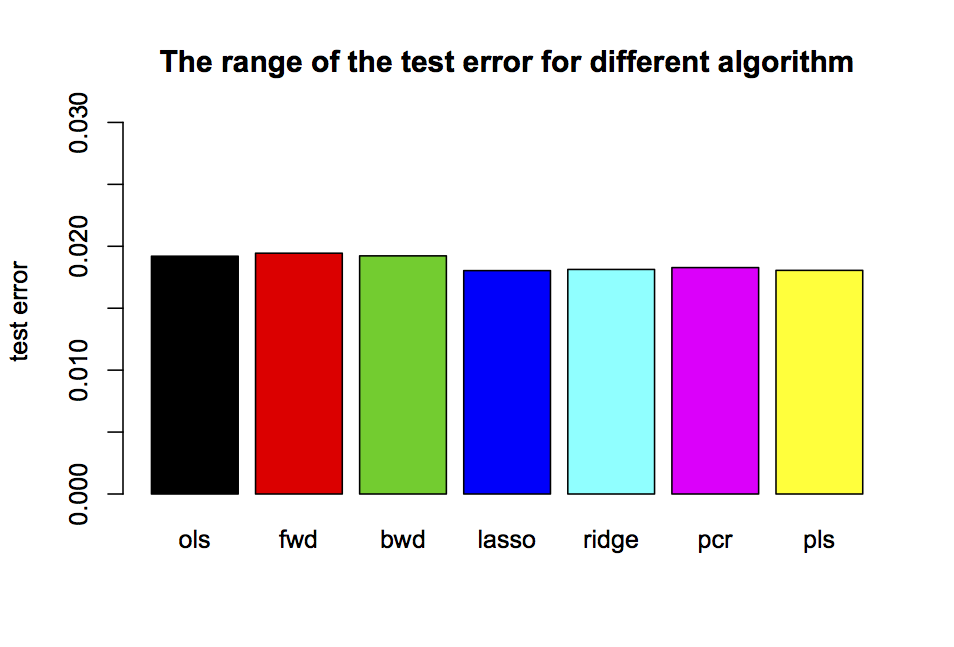 The range of the test error for different algorithm
test error
0.030
0.020
0.010
0.000
ols fwd bwd lasso ridge pcr pls